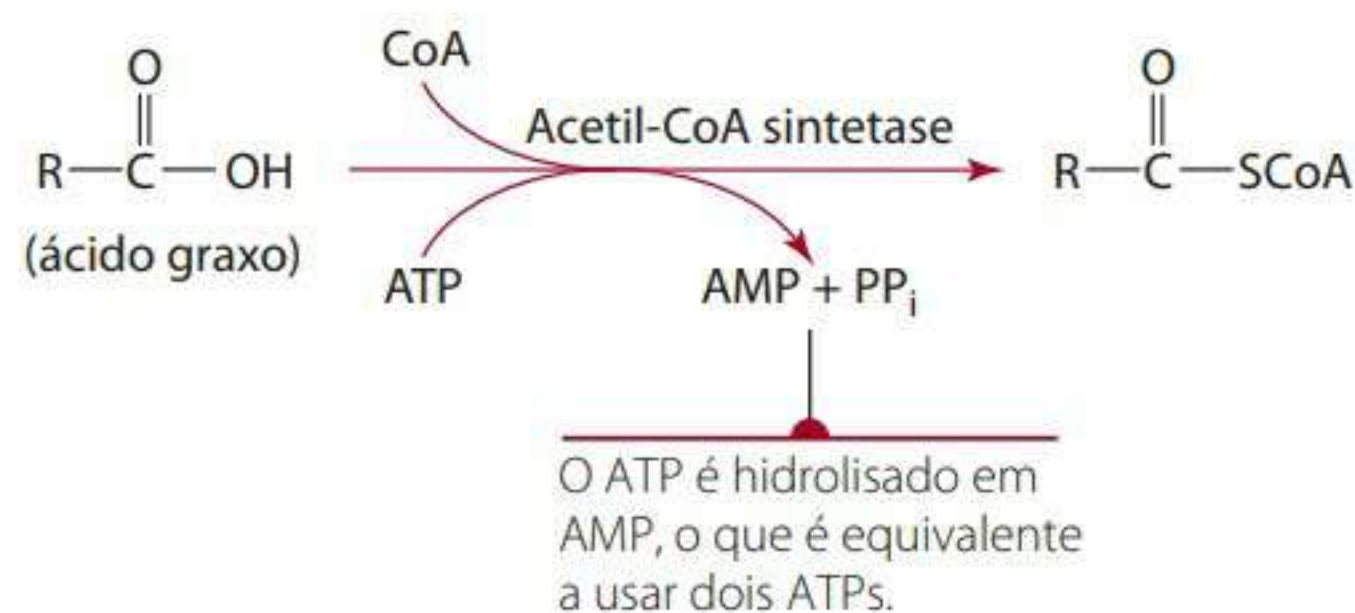 CoA
O
R—C—OH
(ácido graxo)
Acetil-CoA sintetase
ATP
AMP + PPi
O
R—C—SCoA
O ATP é hidrolisado em
AMP, o que é equivalente
a usar dois ATPs.